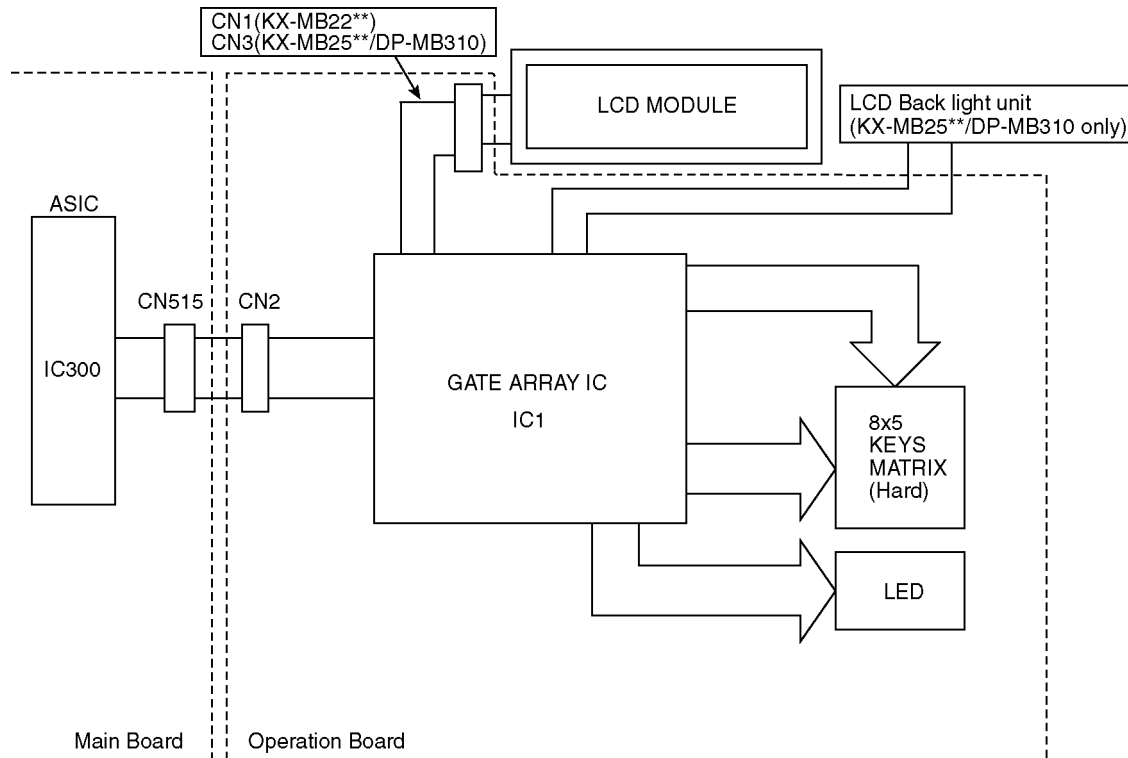 CN1(KX-MB22**)
CN3(KX-MB25**/DP-MB310)
LCD MODULE
LCD Back light unit
(KX-MB25**/DP-MB310 only)
ASIC
IC300
CN515
CN2
GATE ARRAY IC
IC1
8x5
KEYS
MATRIX
(Hard)
LED
Main Board
Operation Board